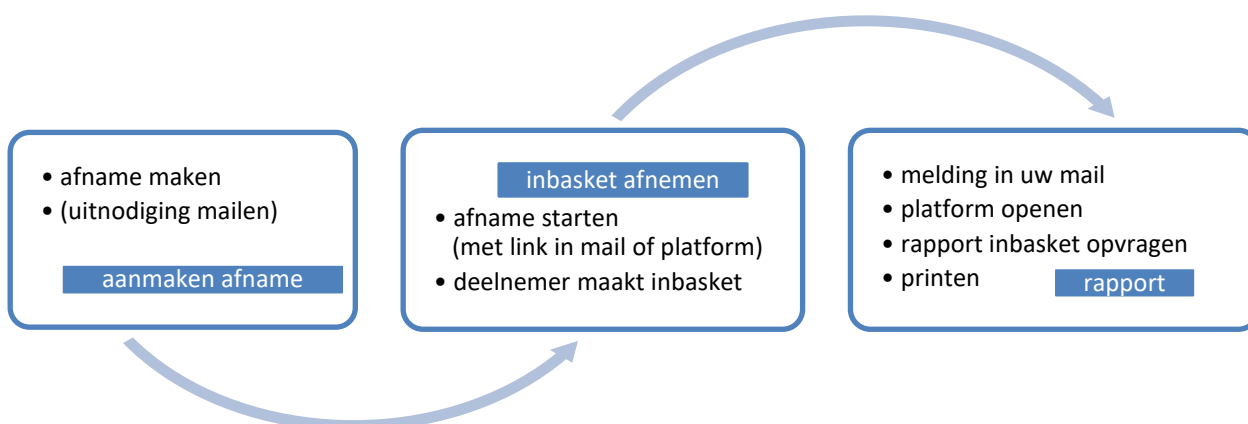 • afname maken
• (uitnodiging mailen)
aanmaken afname
inbasket afnemen
• afname starten
(met link in mail of platform)
• deelnemer maakt inbasket
• melding in uw mail
• platform openen
• rapport inbasket opvragen
• printen
rapport